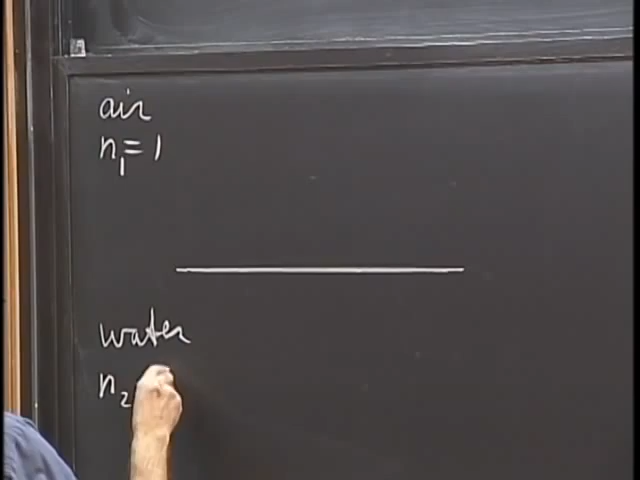 air
n₁ = 1
water
n₂